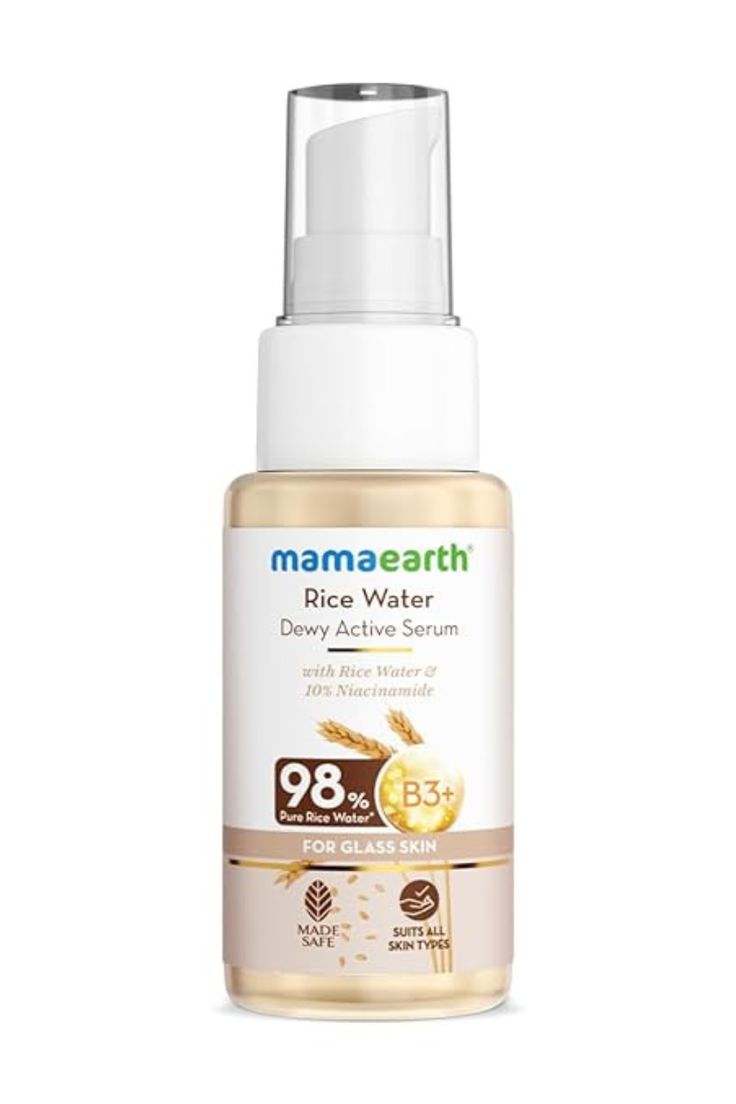 mamaearth®
Rice Water
Dewy Active Serum
with Rice Water &
10% Niacinamide
98%
Pure Rice Water*
B3+
FOR GLASS SKIN
MADE
SAFE
SUITS ALL
SKIN TYPES